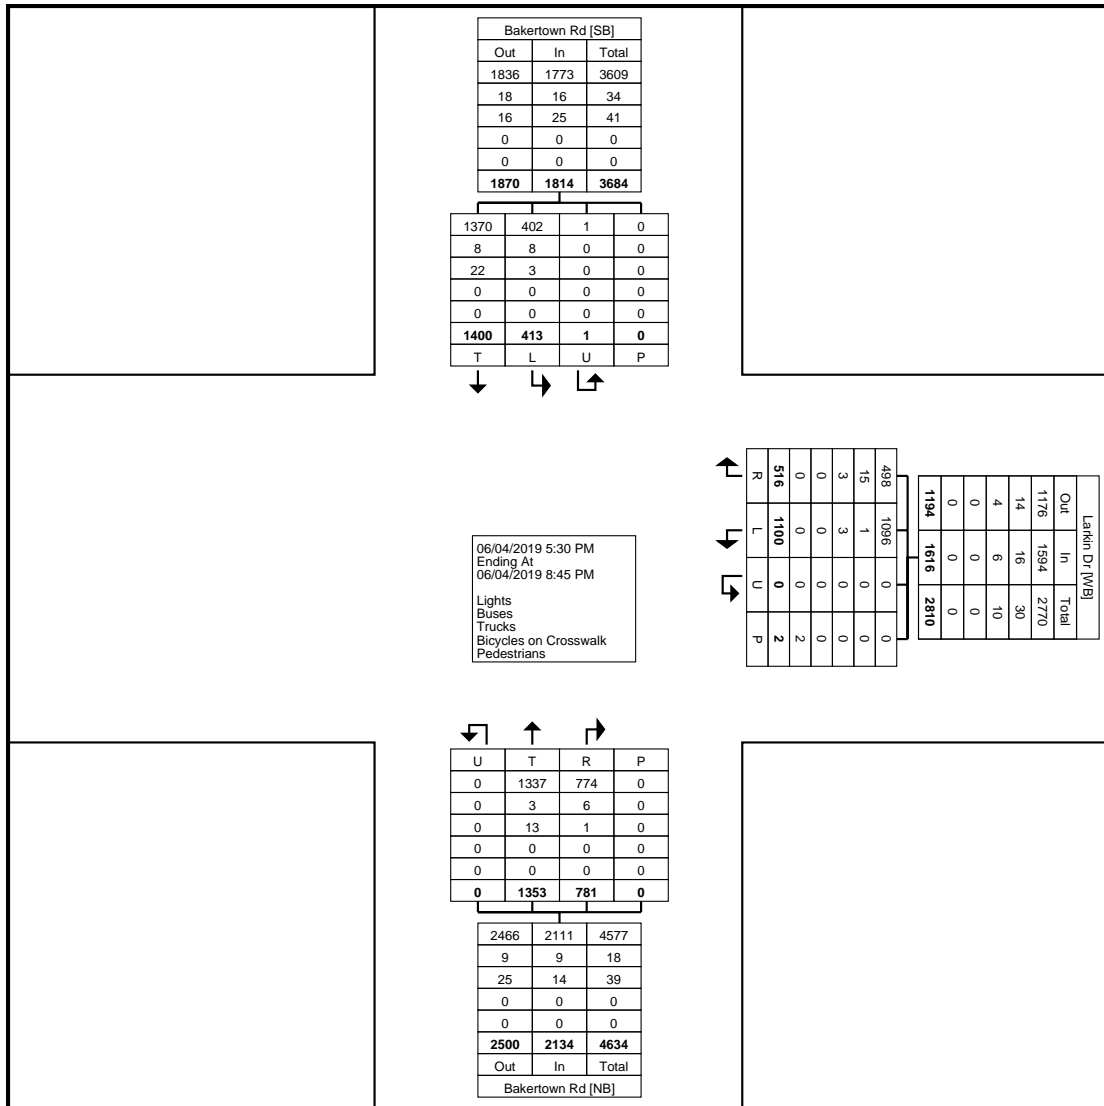 Bakertown Rd [SB]
Out In Total
1836 1773 3609
18 16 34
16 25 41
0 0 0
0 0 0
1870 1814 3684
1370 402 1 0
8 8 0 0
22 3 0 0
0 0 0 0
0 0 0 0
1400 413 1 0
T L U P
Larkin Dr [WB]
Out In Total
1176 1594 2770
14 16 30
4 6 10
0 0 0
0 0 0
1194 1616 2810
498 1096 0 0
15 1 0 0
3 3 0 0
0 0 0 0
0 0 0 2
516 1100 0 2
R L U P
06/04/2019 5:30 PM
Ending At
06/04/2019 8:45 PM
Lights
Buses
Trucks
Bicycles on Crosswalk
Pedestrians
U T R P
0 1337 774 0
0 3 6 0
0 13 1 0
0 0 0 0
0 0 0 0
0 1353 781 0
2466 2111 4577
9 9 18
25 14 39
0 0 0
0 0 0
2500 2134 4634
Out In Total
Bakertown Rd [NB]